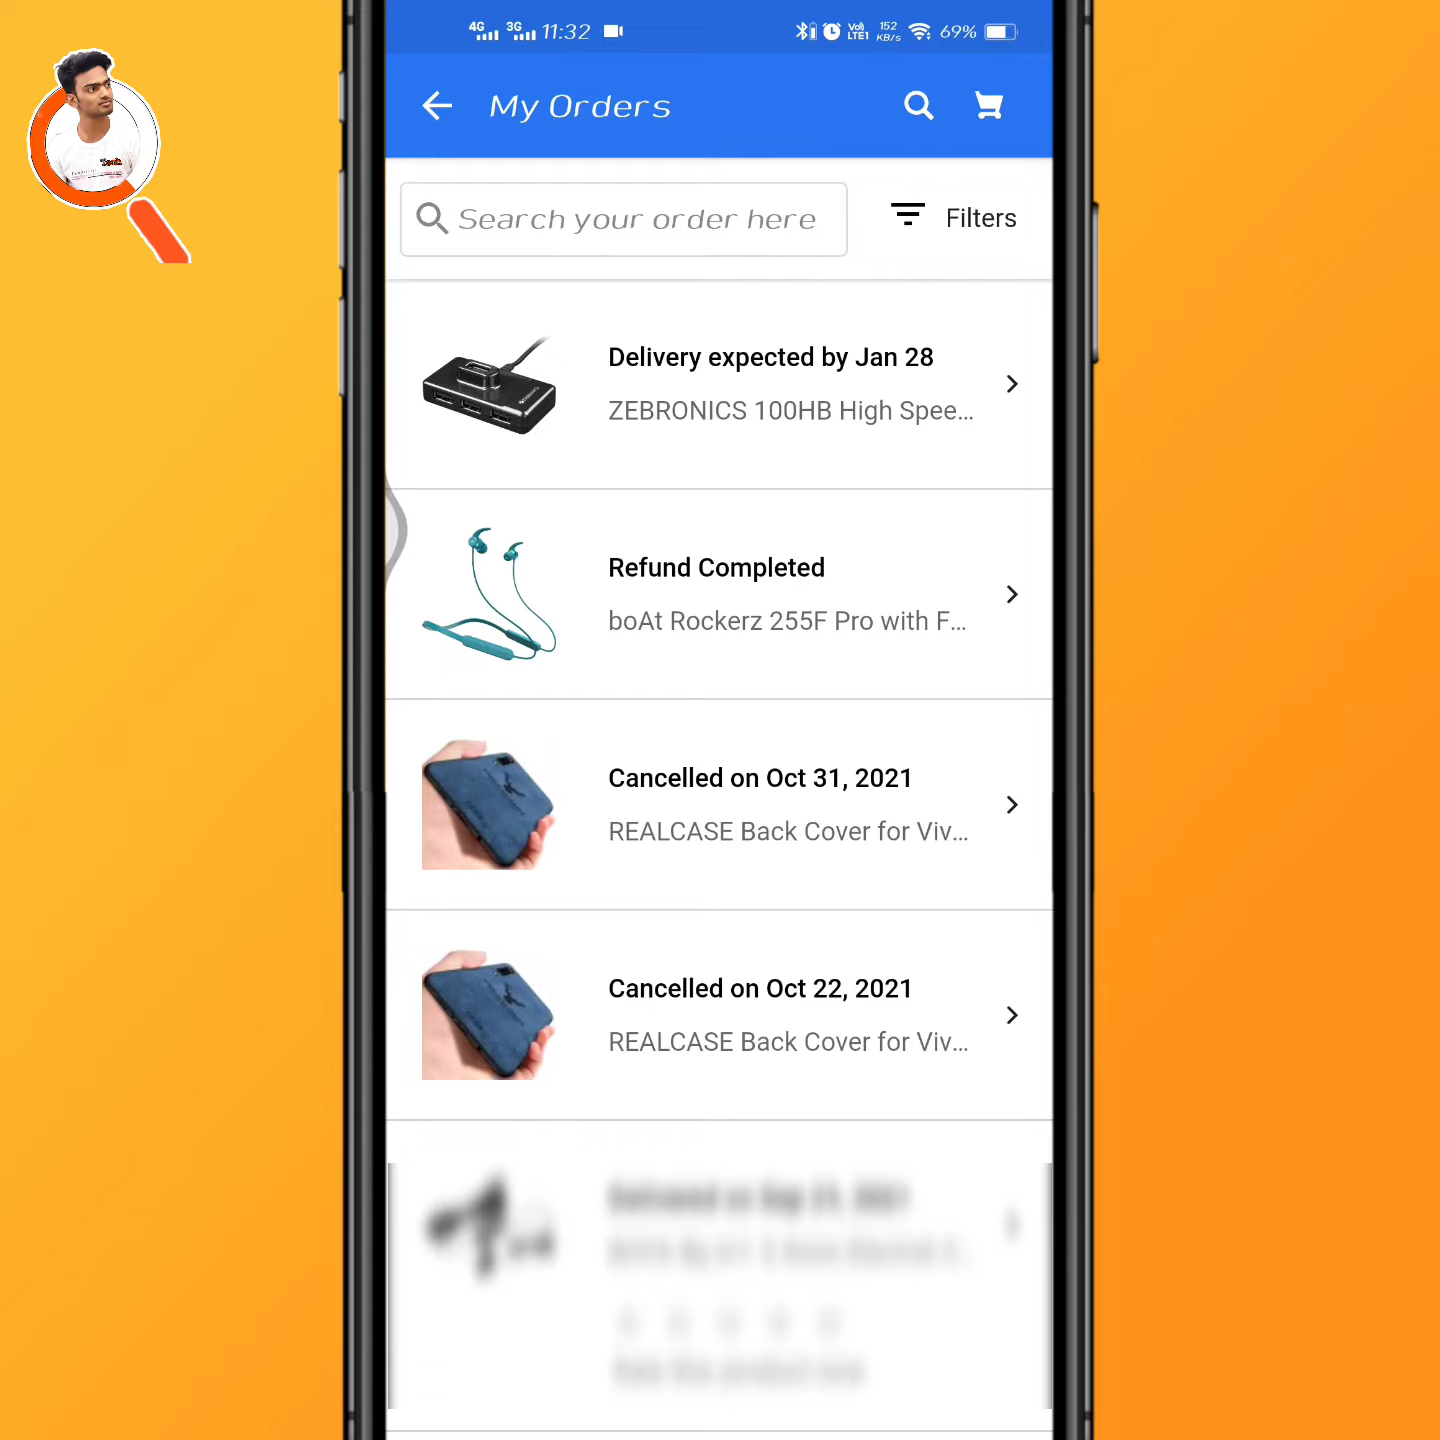 4G 3G 11:32 Vo) LTE1 152 KB/s 69%
My Orders
Search your order here
Filters
Delivery expected by Jan 28
ZEBRONICS 100HB High Spee...
Refund Completed
boAt Rockerz 255F Pro with F...
Cancelled on Oct 31, 2021
REALCASE Back Cover for Viv...
Cancelled on Oct 22, 2021
REALCASE Back Cover for Viv...